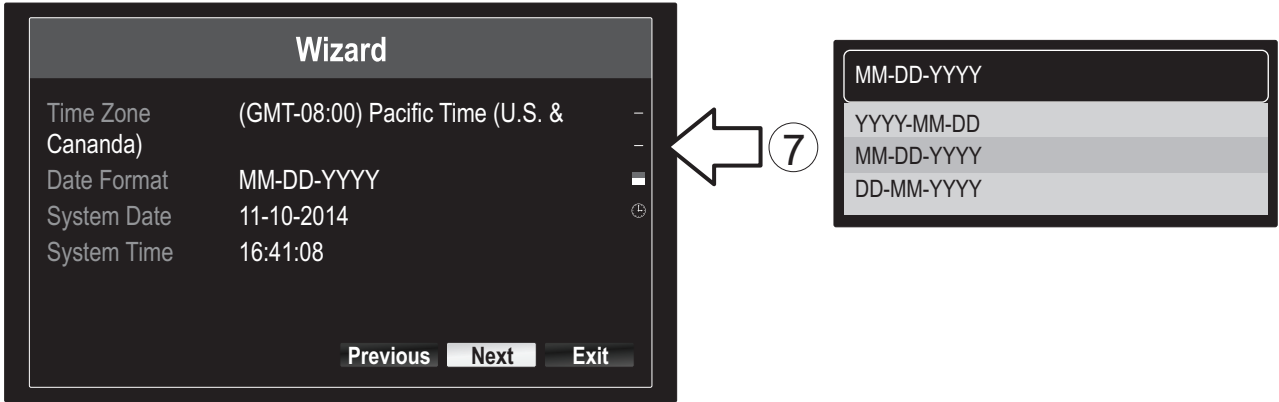 Wizard
Time Zone (GMT-08:00) Pacific Time (U.S. &
Cananda)
Date Format MM-DD-YYYY
System Date 11-10-2014
System Time 16:41:08
Previous Next Exit
7
MM-DD-YYYY
YYYY-MM-DD
MM-DD-YYYY
DD-MM-YYYY